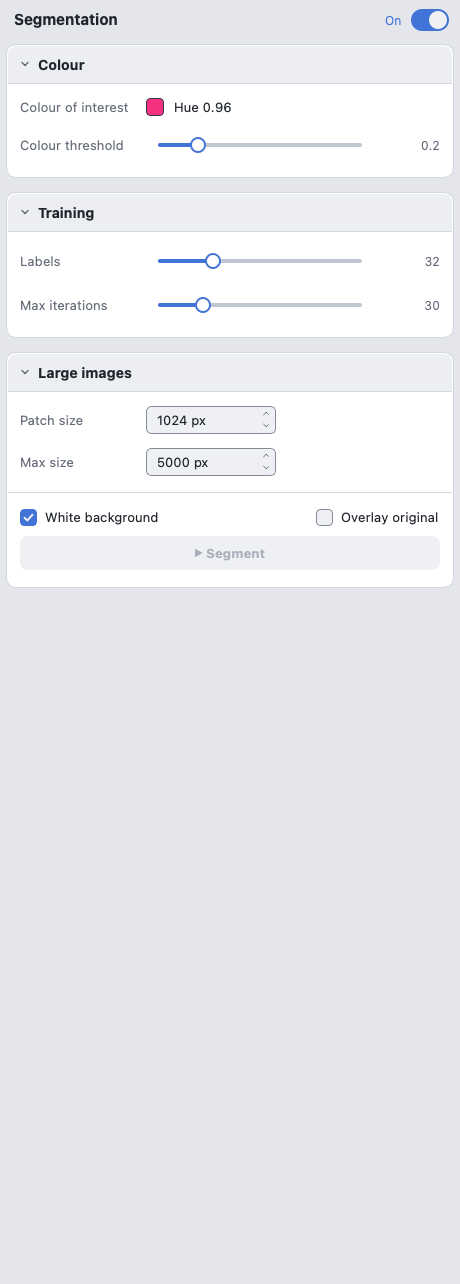 Segmentation On
Colour
Colour of interest Hue 0.96
Colour threshold 0.2
Training
Labels 32
Max iterations 30
Large images
Patch size 1024 px
Max size 5000 px
White background Overlay original
Segment